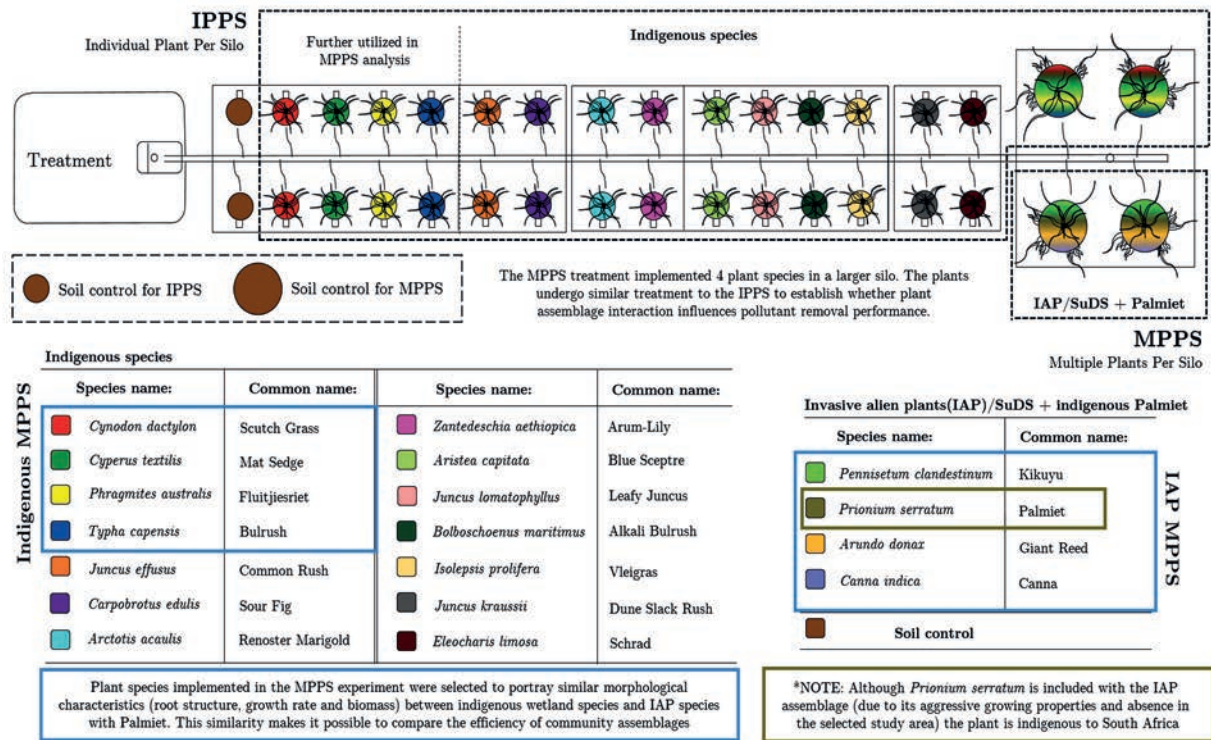 IPPS
Individual Plant Per Silo
Further utilized in
MPPS analysis
Indigenous species
Treatment
Soil control for IPPS
Soil control for MPPS
The MPPS treatment implemented 4 plant species in a larger silo. The plants
undergo similar treatment to the IPPS to establish whether plant
assemblage interaction influences pollutant removal performance.
IAP/SuDS + Palmiet
MPPS
Multiple Plants Per Silo
Indigenous MPPS
Indigenous species
Species name: Common name: Species name: Common name:
Cynodon dactylon Scutch Grass Zantedeschia aethiopica Arum-Lily
Cyperus textilis Mat Sedge Aristea capitata Blue Sceptre
Phragmites australis Fluitjiesriet Juncus lomatophyllus Leafy Juncus
Typha capensis Bulrush Bolboschoenus maritimus Alkali Bulrush
Juncus effusus Common Rush Isolepsis prolifera Vleigras
Carpobrotus edulis Sour Fig Juncus kraussii Dune Slack Rush
Arctotis acaulis Renoster Marigold Eleocharis limosa Schrad
Plant species implemented in the MPPS experiment were selected to portray similar morphological
characteristics (root structure, growth rate and biomass) between indigenous wetland species and IAP species
with Palmiet. This similarity makes it possible to compare the efficiency of community assemblages
Invasive alien plants(IAP)/SuDS + indigenous Palmiet
Species name: Common name:
Pennisetum clandestinum Kikuyu
Prionium serratum Palmiet
Arundo donax Giant Reed
Canna indica Canna
Soil control
IAP MPPS
*NOTE: Although Prionium serratum is included with the IAP
assemblage (due to its aggressive growing properties and absence in
the selected study area) the plant is indigenous to South Africa